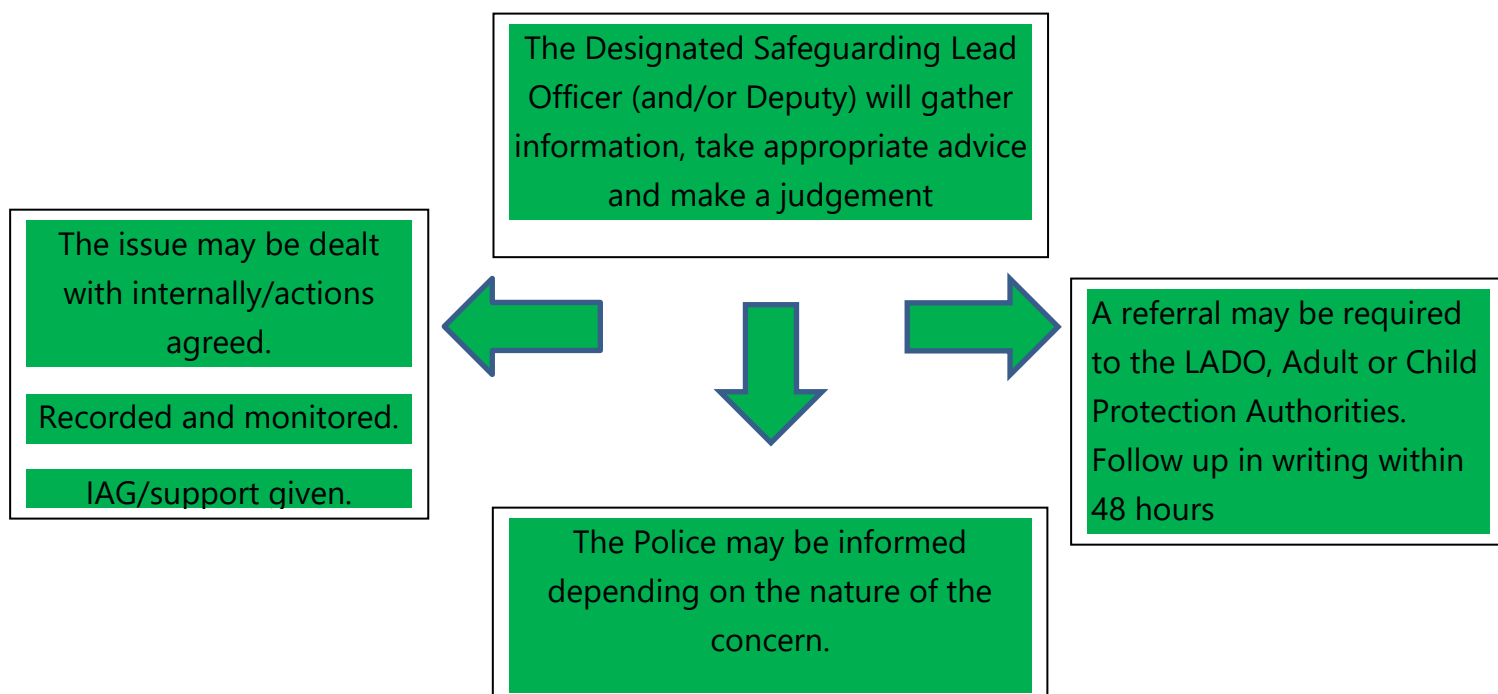 The Designated Safeguarding Lead
Officer (and/or Deputy) will gather
information, take appropriate advice
and make a judgement
The issue may be dealt
with internally/actions
agreed.
Recorded and monitored.
IAG/support given.
A referral may be required
to the LADO, Adult or Child
Protection Authorities.
Follow up in writing within
48 hours
The Police may be informed
depending on the nature of the
concern.